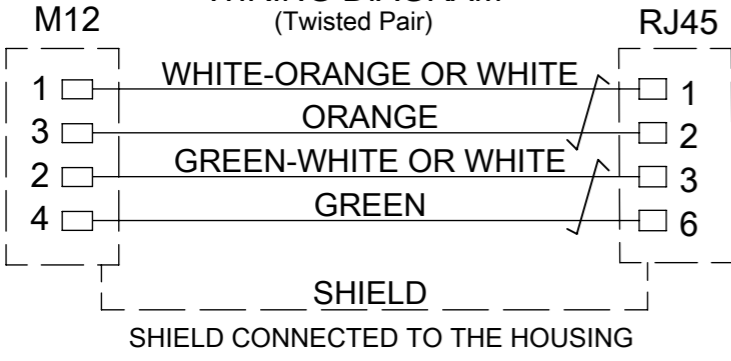 (Twisted Pair)
M12 RJ45
1 WHITE-ORANGE OR WHITE 1
3 ORANGE 2
2 GREEN-WHITE OR WHITE 3
4 GREEN 6
SHIELD
SHIELD CONNECTED TO THE HOUSING